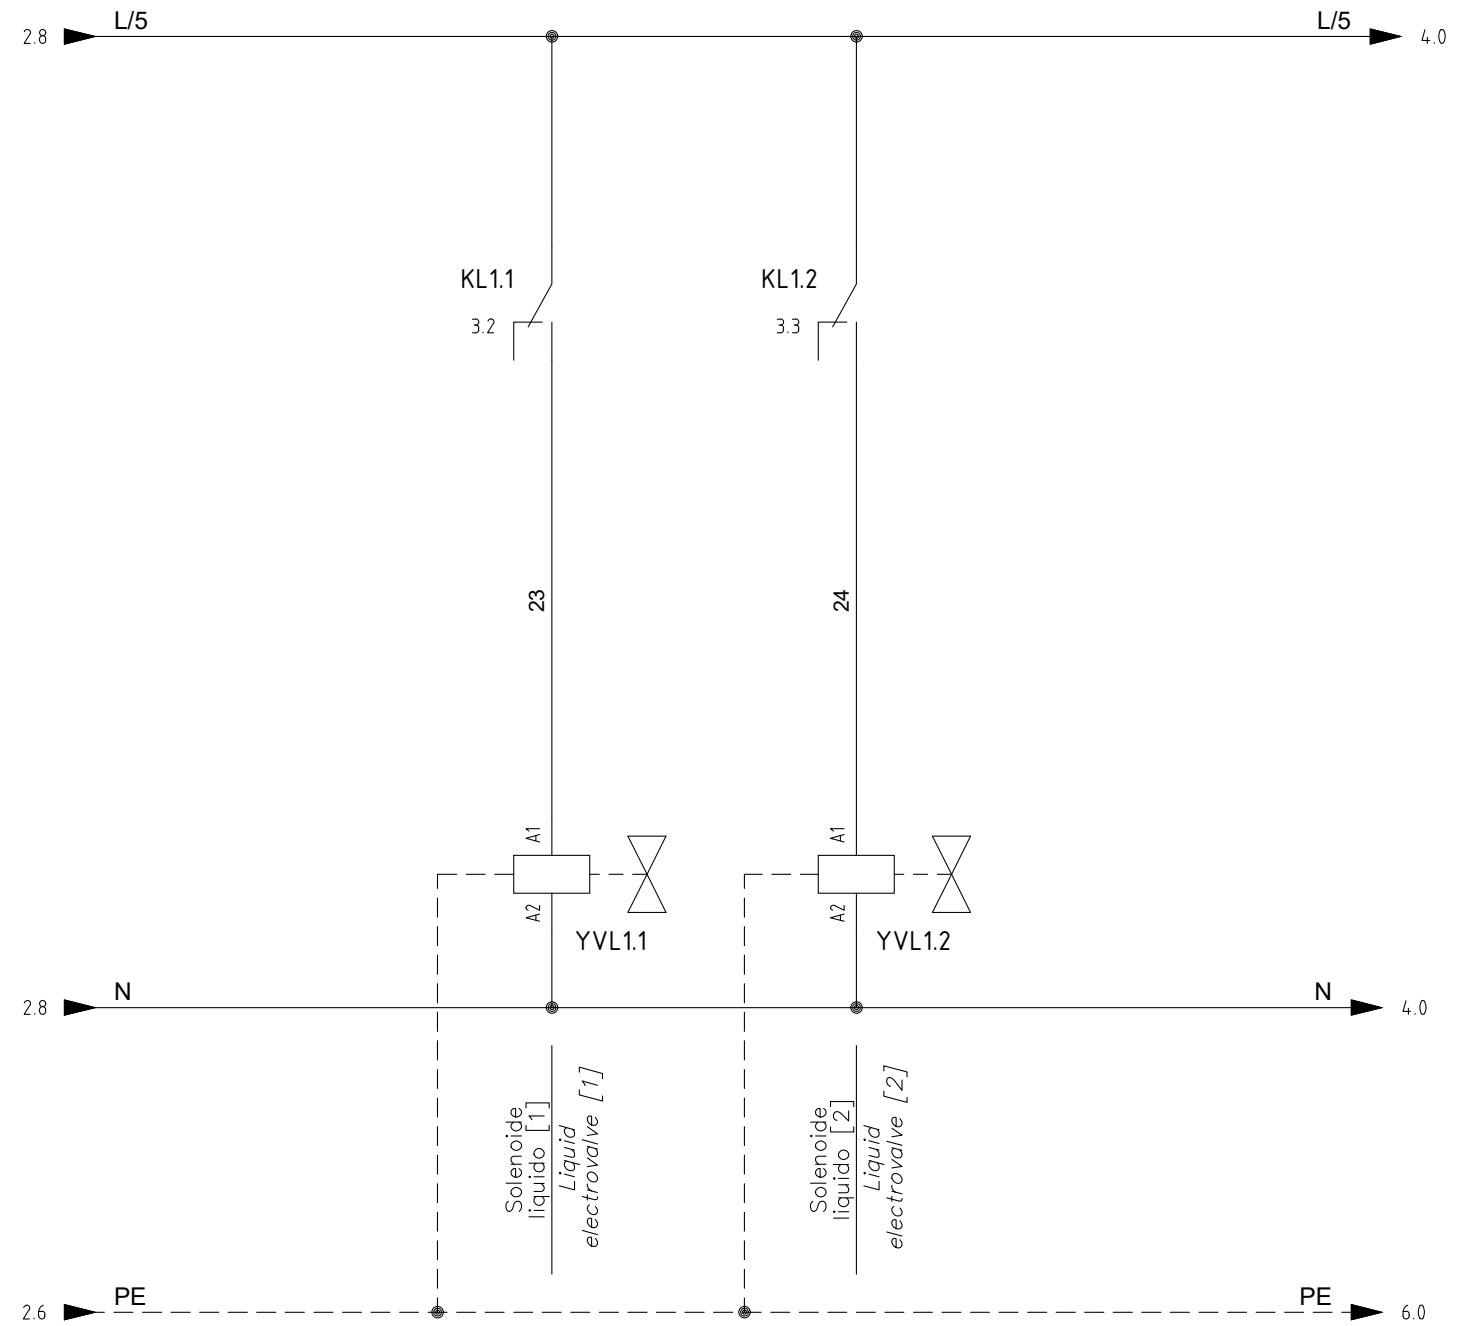 L/5
L/5
2.8
4.0
KL1.1
KL1.2
3.2
3.3
23
24
A1
A1
A2
A2
YVL1.1
YVL1.2
N
N
2.8
4.0
Solenoide
liquido [1]
Liquid
electrovalve [1]
Solenoide
liquido [2]
Liquid
electrovalve [2]
PE
PE
2.6
6.0